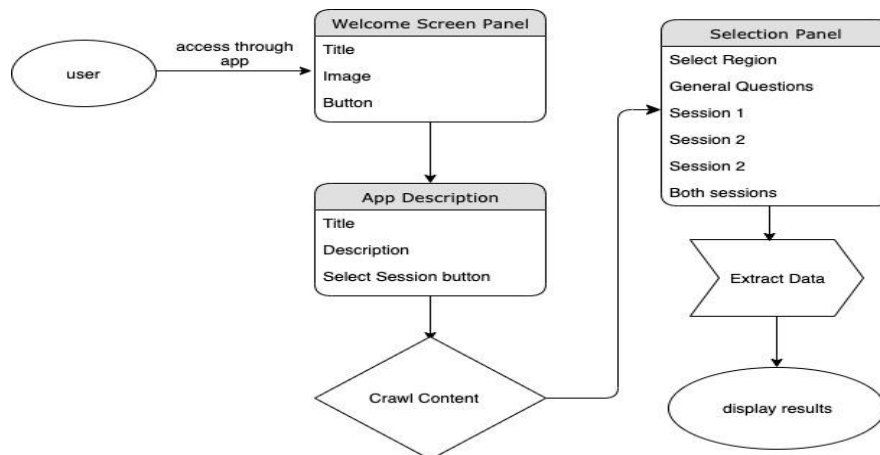 user
access through
app
Welcome Screen Panel
Title
Image
Button
App Description
Title
Description
Select Session button
Crawl Content
Selection Panel
Select Region
General Questions
Session 1
Session 2
Session 2
Both sessions
Extract Data
display results